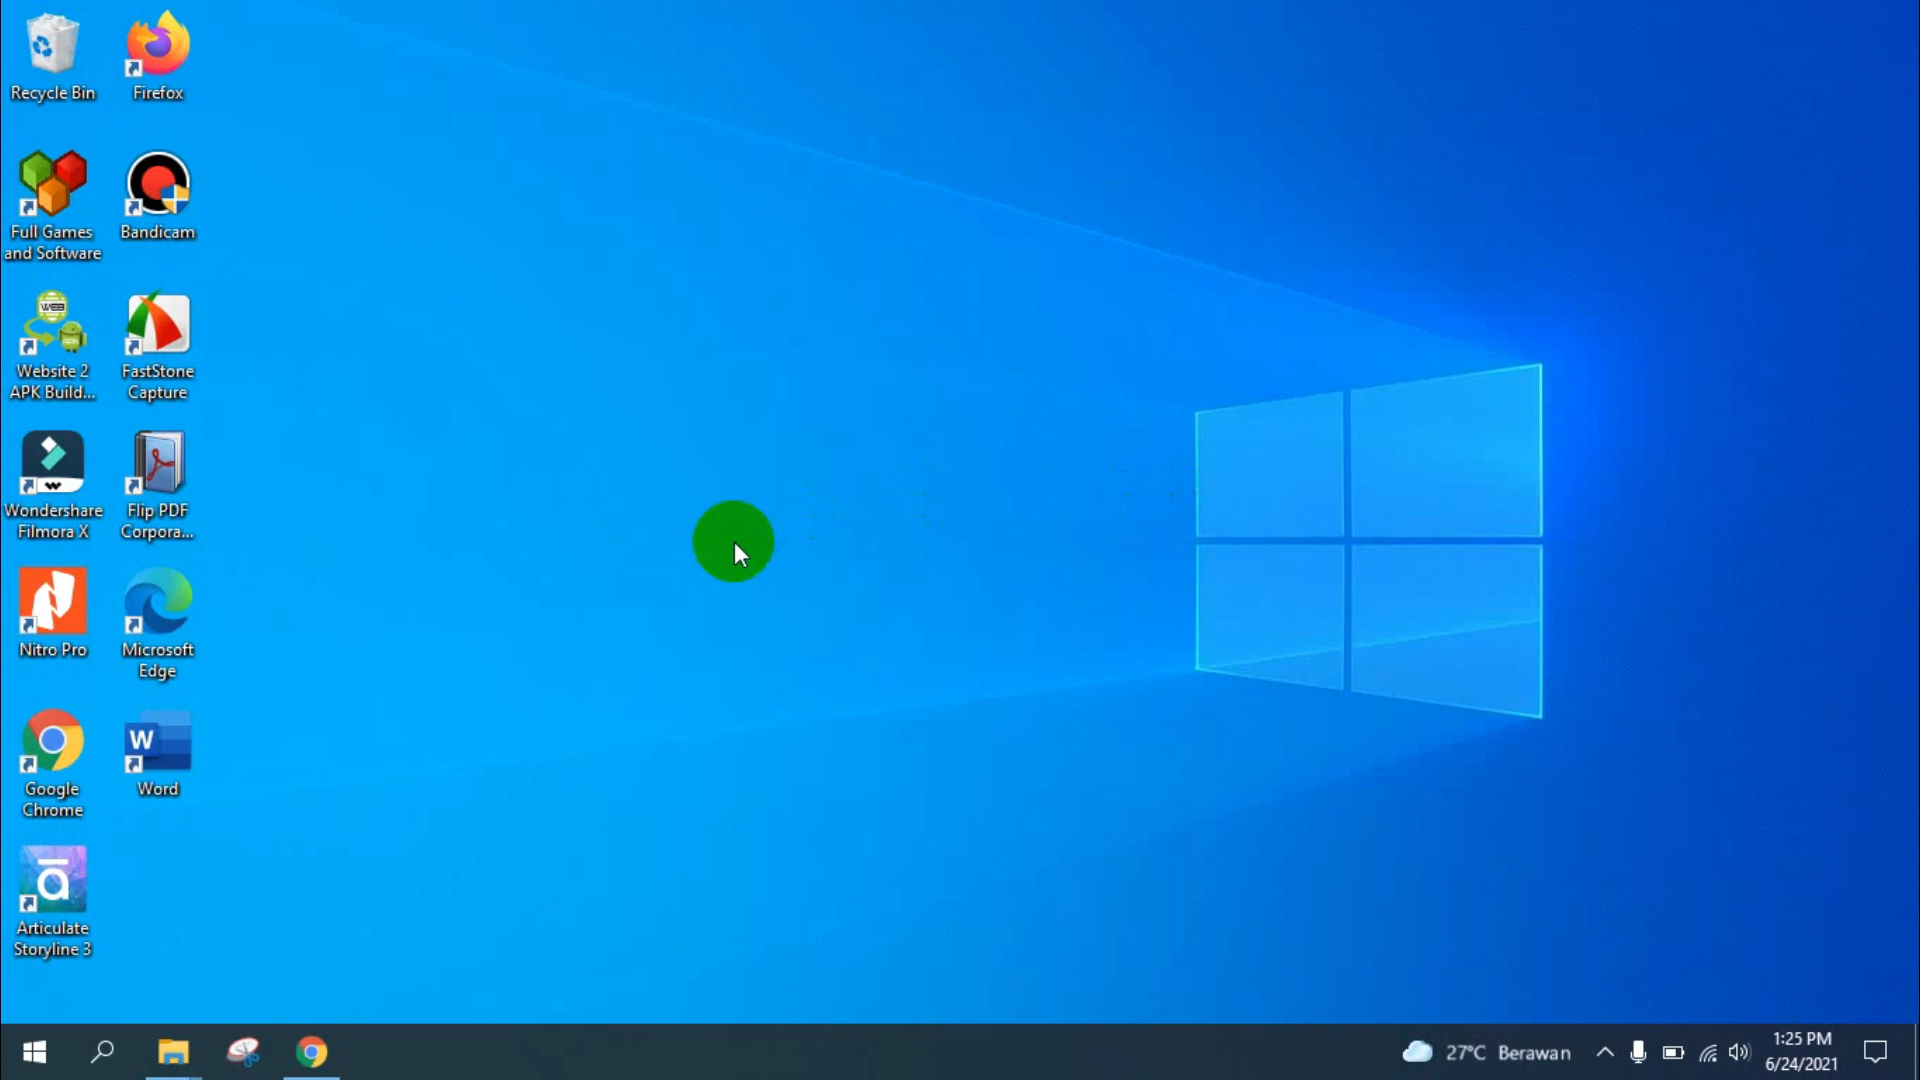 Recycle Bin
Firefox
Full Games
and Software
Bandicam
WEB
Website 2
APK Build...
FastStone
Capture
Wondershare
Filmora X
Flip PDF
Corpora...
Nitro Pro
Microsoft
Edge
Google
Chrome
W
Word
ā
Articulate
Storyline 3
27°C Berawan
1:25 PM
6/24/2021